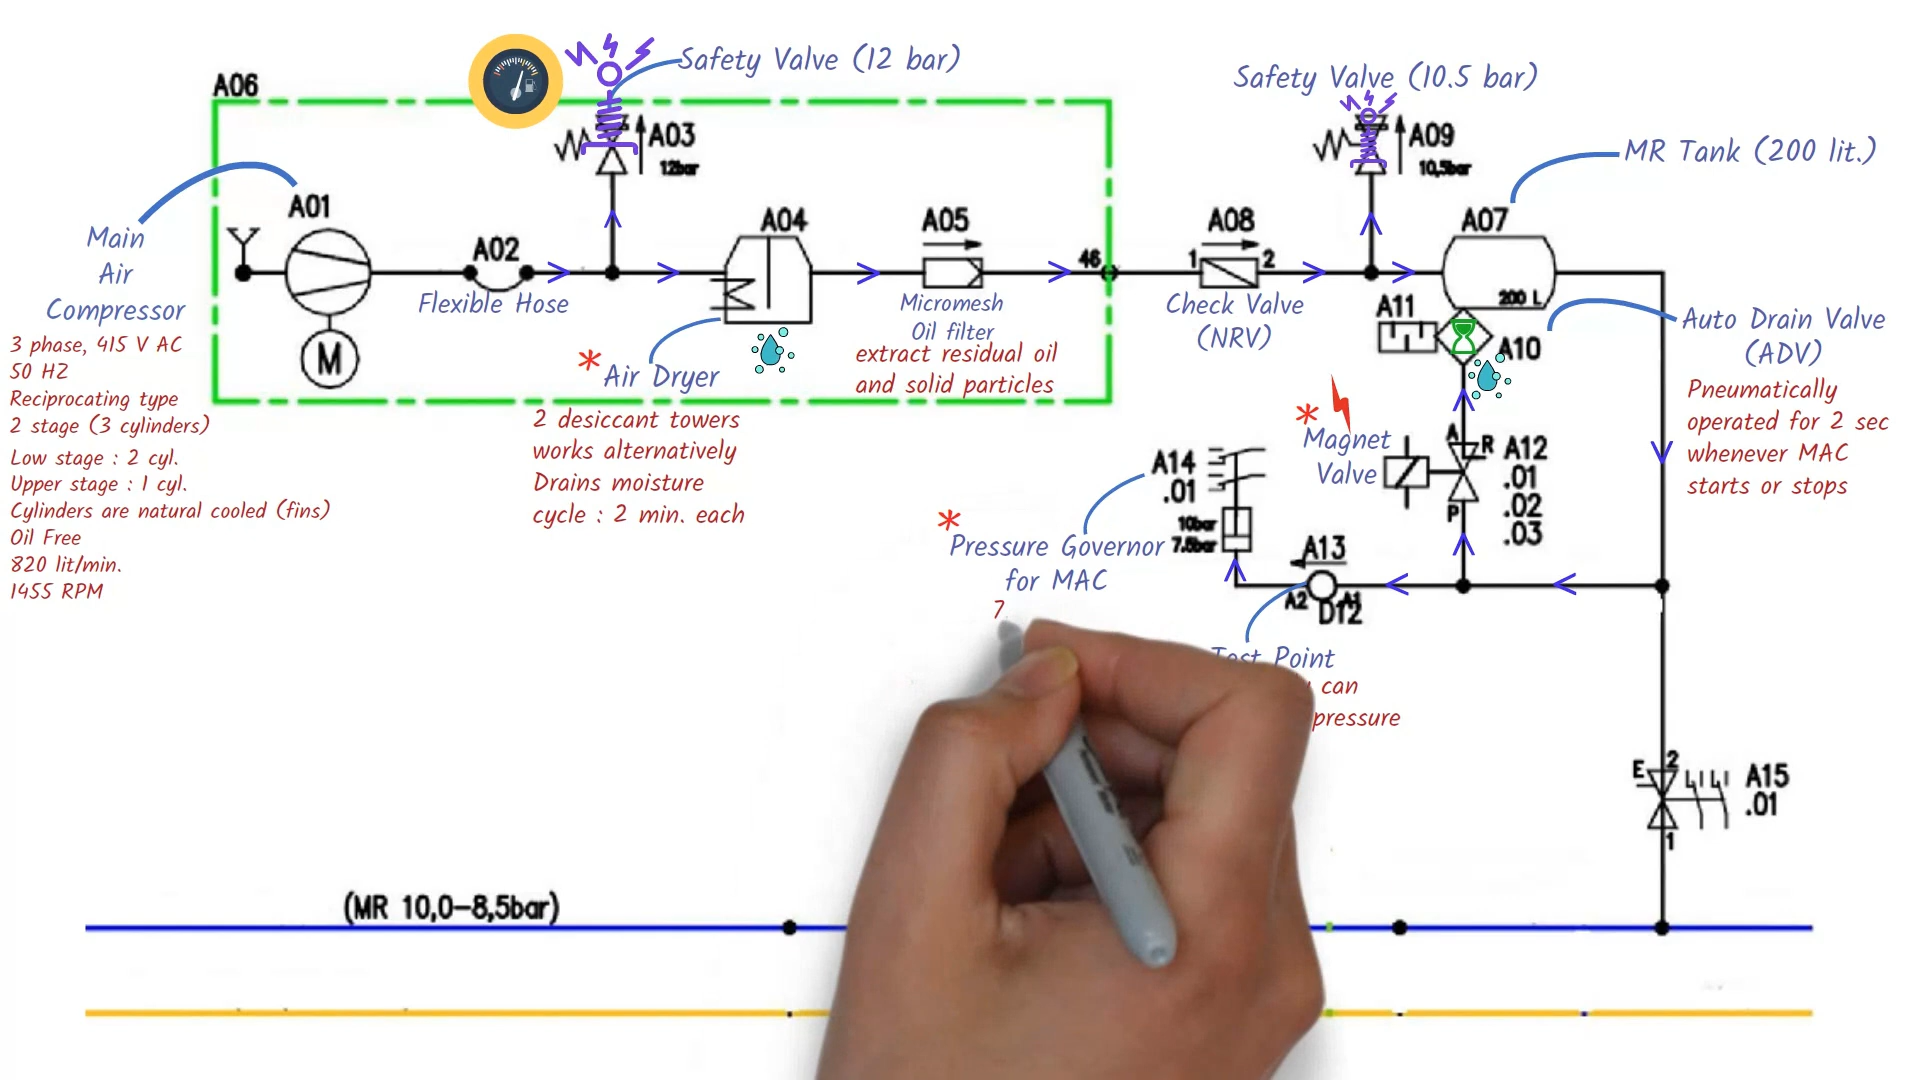 A06
Safety Valve (12 bar)
A03
12bar
Safety Valve (10.5 bar)
A09
10,5bar
MR Tank (200 lit.)
A01
A02
A04
A05
46
A08
1
2
A07
200 L
Main
Air
Compressor
3 phase, 415 V AC
50 HZ
Reciprocating type
2 stage (3 cylinders)
Low stage : 2 cyl.
Upper stage : 1 cyl.
Cylinders are natural cooled (fins)
Oil Free
820 lit/min.
1455 RPM
M
Flexible Hose
* Air Dryer
2 desiccant towers
works alternatively
Drains moisture
cycle : 2 min. each
Micromesh
Oil filter
extract residual oil
and solid particles
Check Valve
(NRV)
A11
A10
Auto Drain Valve
(ADV)
Pneumatically
operated for 2 sec
whenever MAC
starts or stops
* Magnet
Valve
A
R
P
A12
.01
.02
.03
A14
.01
10bar
7.5bar
* Pressure Governor
for MAC
7
A13
A2
A1
D12
Test Point
can
pressure
E
2
1
A15
.01
(MR 10,0-8,5bar)